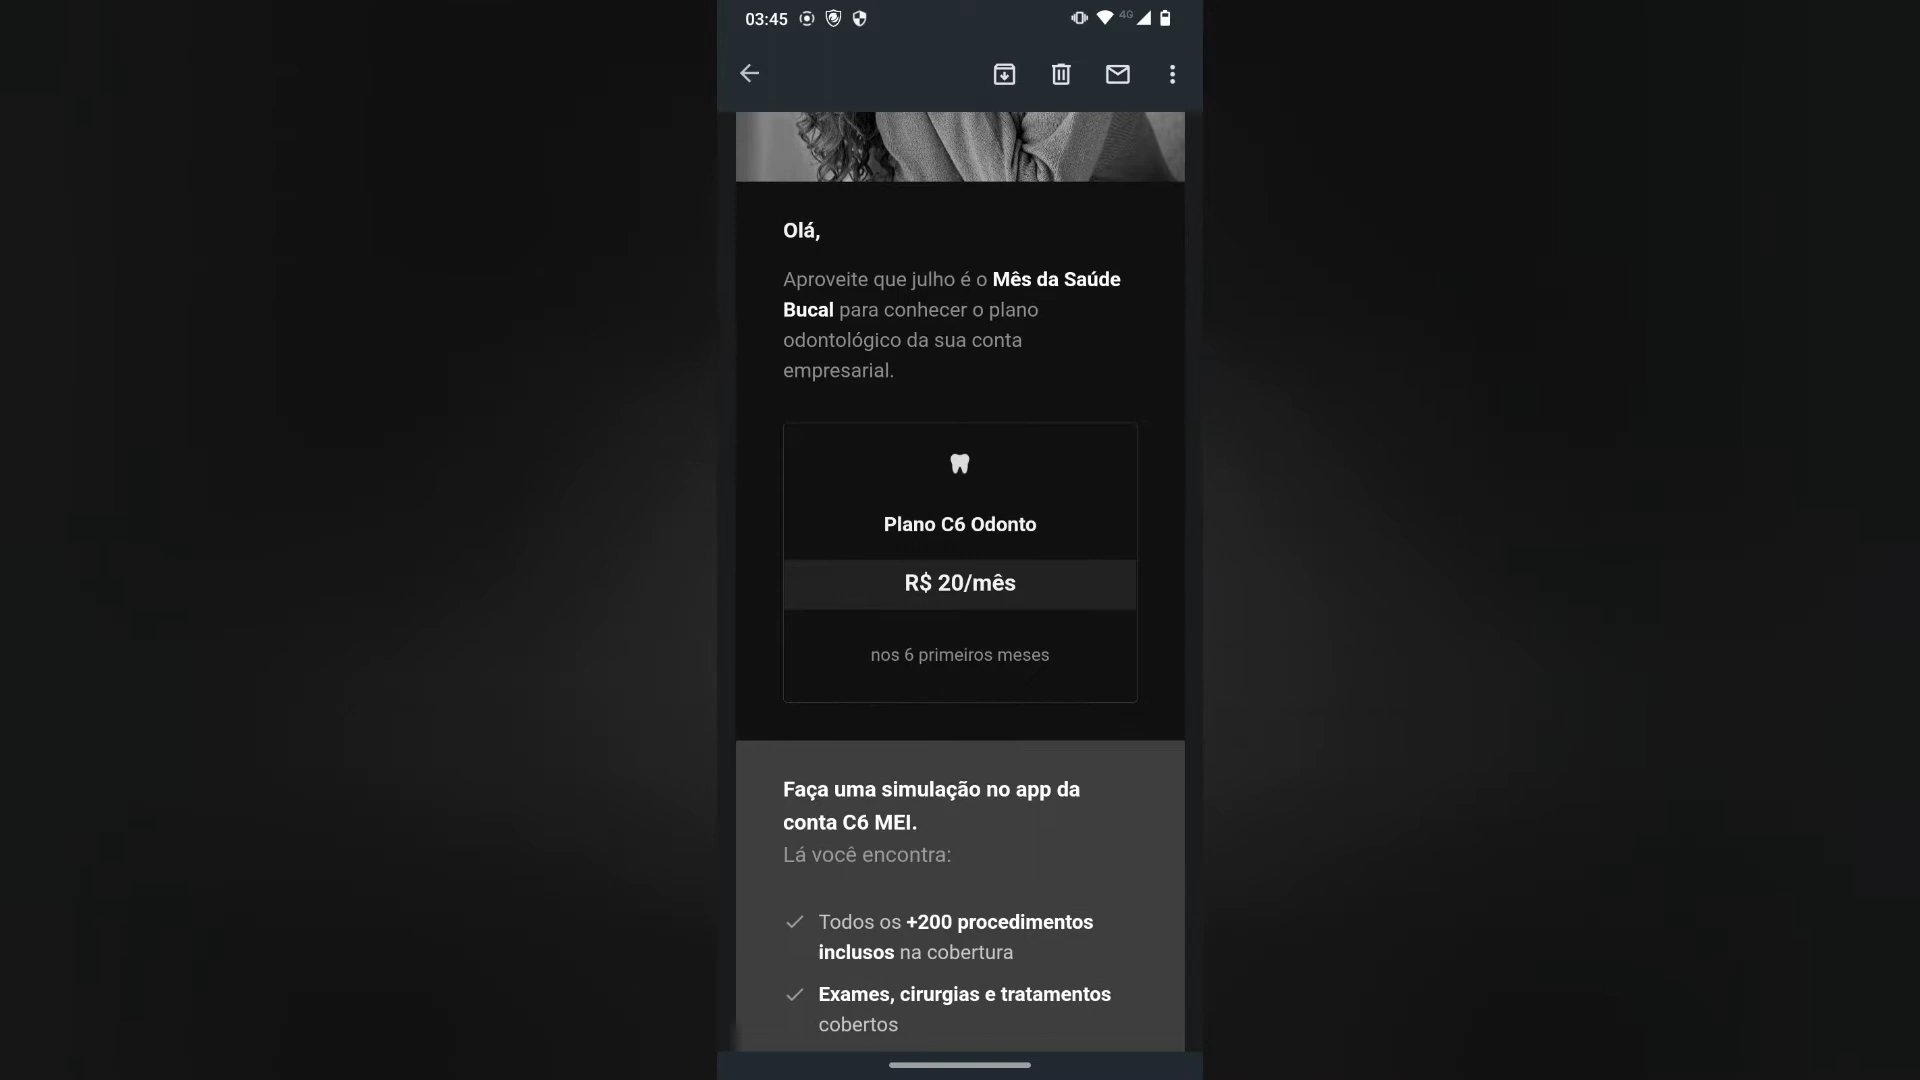 03:45
4G
Olá,
Aproveite que julho é o Mês da Saúde
Bucal para conhecer o plano
odontológico da sua conta
empresarial.
Plano C6 Odonto
R$ 20/mês
nos 6 primeiros meses
Faça uma simulação no app da
conta C6 MEI.
Lá você encontra:
Todos os +200 procedimentos
inclusos na cobertura
Exames, cirurgias e tratamentos
cobertos